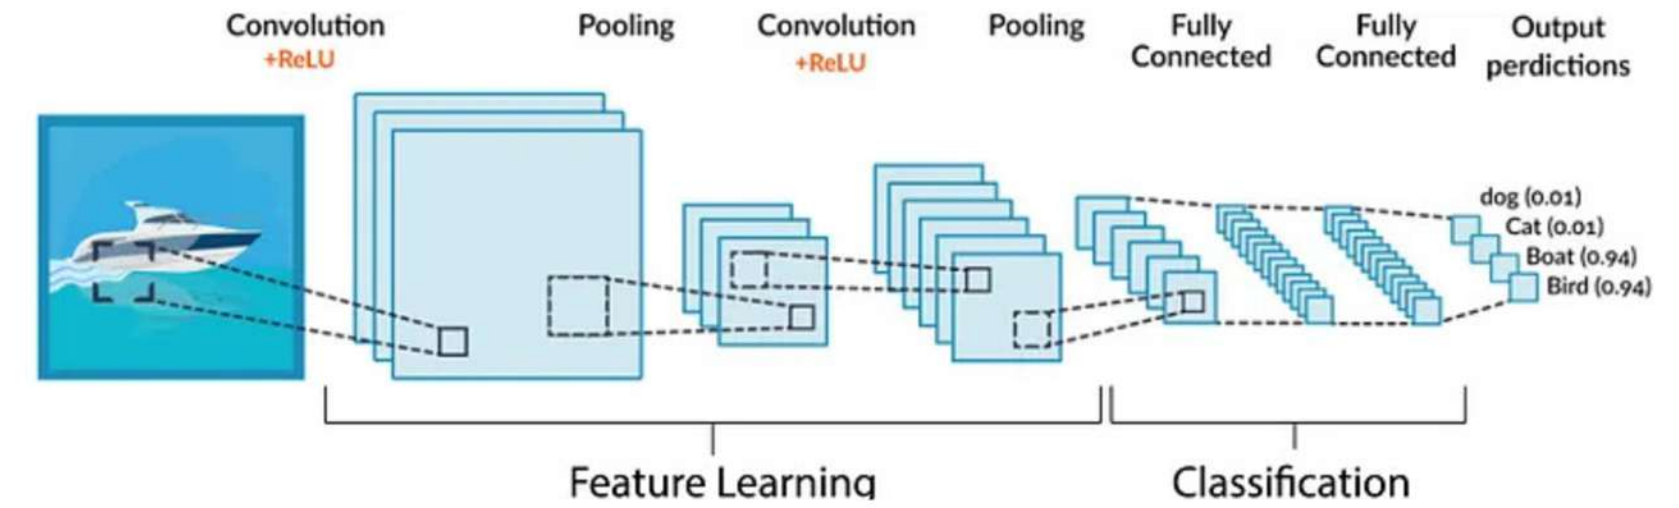 Convolution
+ReLU
Pooling
Convolution
+ReLU
Pooling
Fully
Connected
Fully
Connected
Output
perdictions
dog (0.01)
Cat (0.01)
Boat (0.94)
Bird (0.94)
Feature Learning
Classification